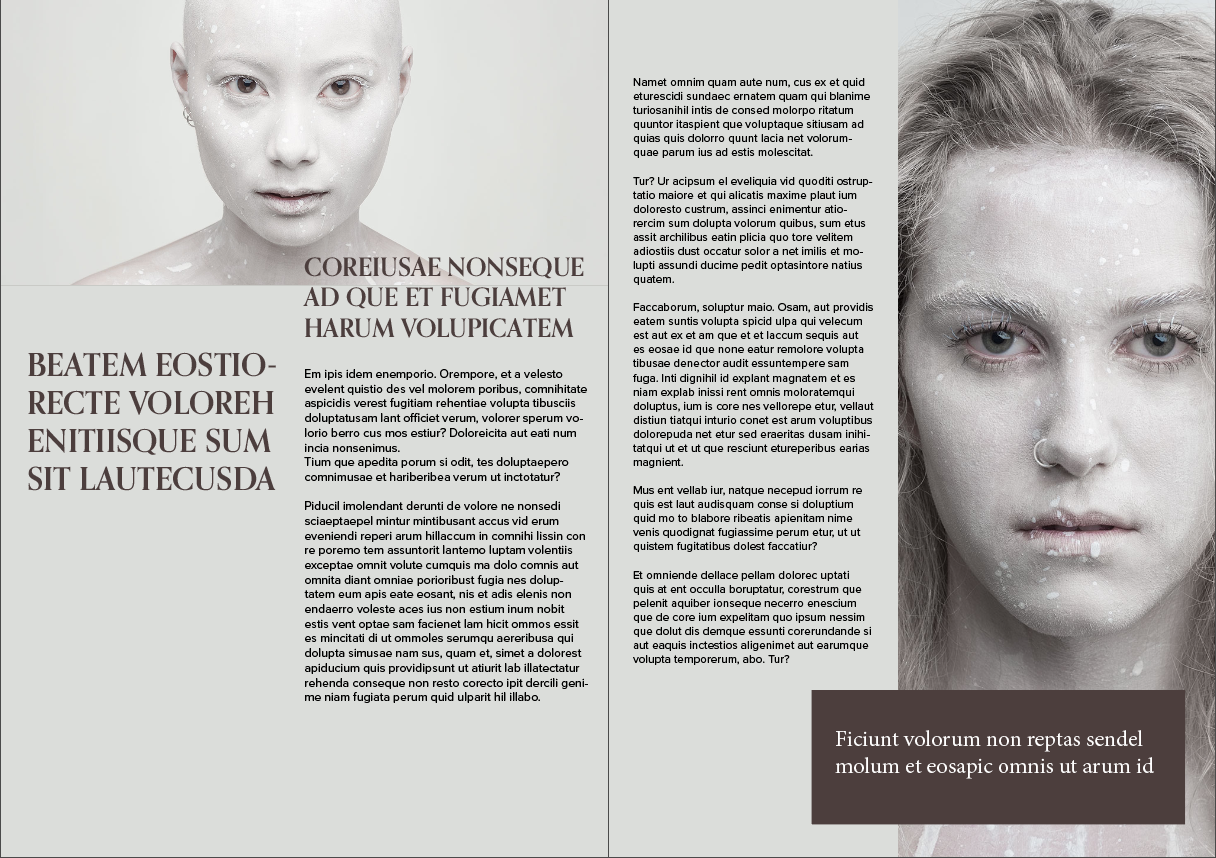 COREIUSAE NONSEQUE
AD QUE ET FUGIAMET
HARUM VOLUPICATEM
BEATEM EOSTIO-
RECTE VOLOREH
ENITIISQUE SUM
SIT LAUTECUSDA
Em ipis idem enemporio. Orempore, et a velesto
evelent quistio des vel molorem poribus, comnihitate
aspicidis verest fugitiam rehentiae volupta tibusciis
doluptatusam lant officiet verum, volorer sperum vo-
lorio berro cus mos estiur? Doloreicita aut eati num
incia nonsenimus.
Tium que apedita porum si odit, tes doluptaepero
comnimusae et hariberibea verum ut inctotatur?
Piducil imolendant derunti de volore ne nonsedi
sciaeptaepel mintur mintibusant accus vid erum
eveniendi reperi arum hillaccum in comnihi lissin con
re poremo tem assuntorit lantemo luptam volentiis
exceptae omnit volute cumquis ma dolo comnis aut
omnita diant omniae porioribust fugia nes dolup-
tatem eum apis eate eosant, nis et adis elenis non
endaerro voleste aces ius non estium inum nobit
estis vent optae sam facienet lam hicit ommos essit
es mincitati di ut ommoles serumqu aereribusa qui
dolupta simusae nam sus, quam et, simet a dolorest
apiducium quis providipsunt ut atiurit lab illatectatur
rehenda conseque non resto corecto ipit dercili geni-
me niam fugiata perum quid ulparit hil illabo.
Namet omnim quam aute num, cus ex et quid
eturescidi sundaec ernatem quam qui blanime
turiosanihil intis de consed molorpo ritatum
quuntor itaspient que voluptaque sitiusam ad
quias quis dolorro quunt lacia net volorum-
quae parum ius ad estis molescitat.
Tur? Ur acipsum el eveliquia vid quoditi ostrup-
tatio maiore et qui alicatis maxime plaut ium
doloresto custrum, assinci enimentur atio-
rercim sum dolupta volorum quibus, sum etus
assit archilibus eatin plicia quo tore velitem
adiostiis dust occatur solor a net imilis et mo-
lupti assundi ducime pedit optasintore natius
quatem.
Faccaborum, soluptur maio. Osam, aut providis
eatem suntis volupta spicid ulpa qui velecum
est aut ex et am que et et laccum sequis aut
es eosae id que none eatur remolore volupta
tibusae denector audit essuntempere sam
fuga. Inti dignihil id explant magnatem et es
niam explab inissi rent omnis moloratemqui
doluptus, ium is core nes vellorepe etur, vellaut
distiun tiatqui inturio conet est arum voluptibus
dolorepuda net etur sed eraeritas dusam inihi-
tatqui ut et ut que resciunt etureperibus earias
magnient.
Mus ent vellab iur, natque necepud iorrum re
quis est laut audisquam conse si doluptium
quid mo to blabore ribeatis apienitam nime
venis quodignat fugiassime perum etur, ut ut
quistem fugitatibus dolest faccatiur?
Et omniende dellace pellam dolorec uptati
quis at ent occulla boruptatur, corestrum que
pelenit aquiber ionseque necerro enescium
que de core ium expelitam quo ipsum nessim
que dolut dis demque essunti corerundande si
aut eaquis inctestios aligenimet aut earumque
volupta temporerum, abo. Tur?
Ficiunt volorum non reptas sendel
molum et eosapic omnis ut arum id